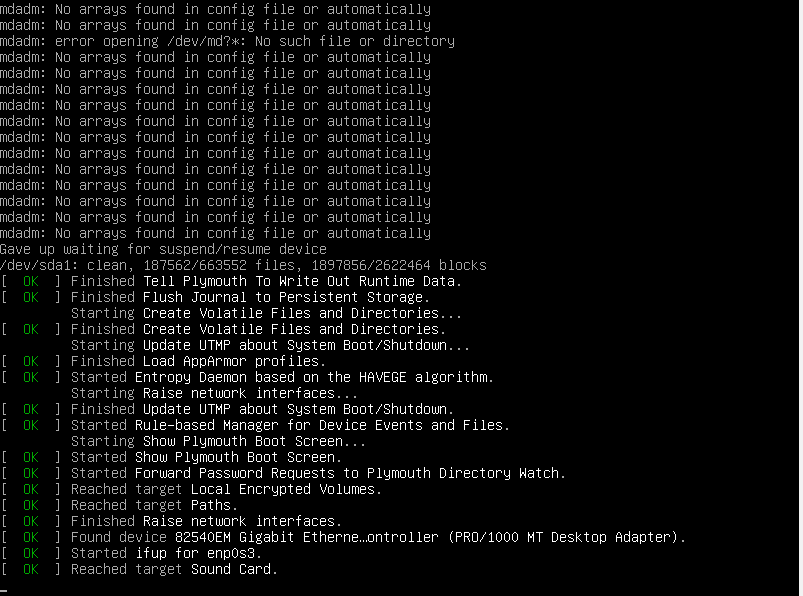 mdadm: No arrays found in config file or automatically
mdadm: No arrays found in config file or automatically
mdadm: error opening /dev/md?*: No such file or directory
mdadm: No arrays found in config file or automatically
mdadm: No arrays found in config file or automatically
mdadm: No arrays found in config file or automatically
mdadm: No arrays found in config file or automatically
mdadm: No arrays found in config file or automatically
mdadm: No arrays found in config file or automatically
mdadm: No arrays found in config file or automatically
mdadm: No arrays found in config file or automatically
mdadm: No arrays found in config file or automatically
mdadm: No arrays found in config file or automatically
mdadm: No arrays found in config file or automatically
mdadm: No arrays found in config file or automatically
Gave up waiting for suspend/resume device
/dev/sda1: clean, 187562/663552 files, 1897856/2622464 blocks
[  OK  ] Finished Tell Plymouth To Write Out Runtime Data.
[  OK  ] Finished Flush Journal to Persistent Storage.
         Starting Create Volatile Files and Directories...
[  OK  ] Finished Create Volatile Files and Directories.
         Starting Update UTMP about System Boot/Shutdown...
[  OK  ] Finished Load AppArmor profiles.
[  OK  ] Started Entropy Daemon based on the HAVEGE algorithm.
         Starting Raise network interfaces...
[  OK  ] Finished Update UTMP about System Boot/Shutdown.
[  OK  ] Started Rule-based Manager for Device Events and Files.
         Starting Show Plymouth Boot Screen...
[  OK  ] Started Show Plymouth Boot Screen.
[  OK  ] Started Forward Password Requests to Plymouth Directory Watch.
[  OK  ] Reached target Local Encrypted Volumes.
[  OK  ] Reached target Paths.
[  OK  ] Finished Raise network interfaces.
[  OK  ] Found device 82540EM Gigabit Etherne…ontroller (PRO/1000 MT Desktop Adapter).
[  OK  ] Started ifup for enp0s3.
[  OK  ] Reached target Sound Card.